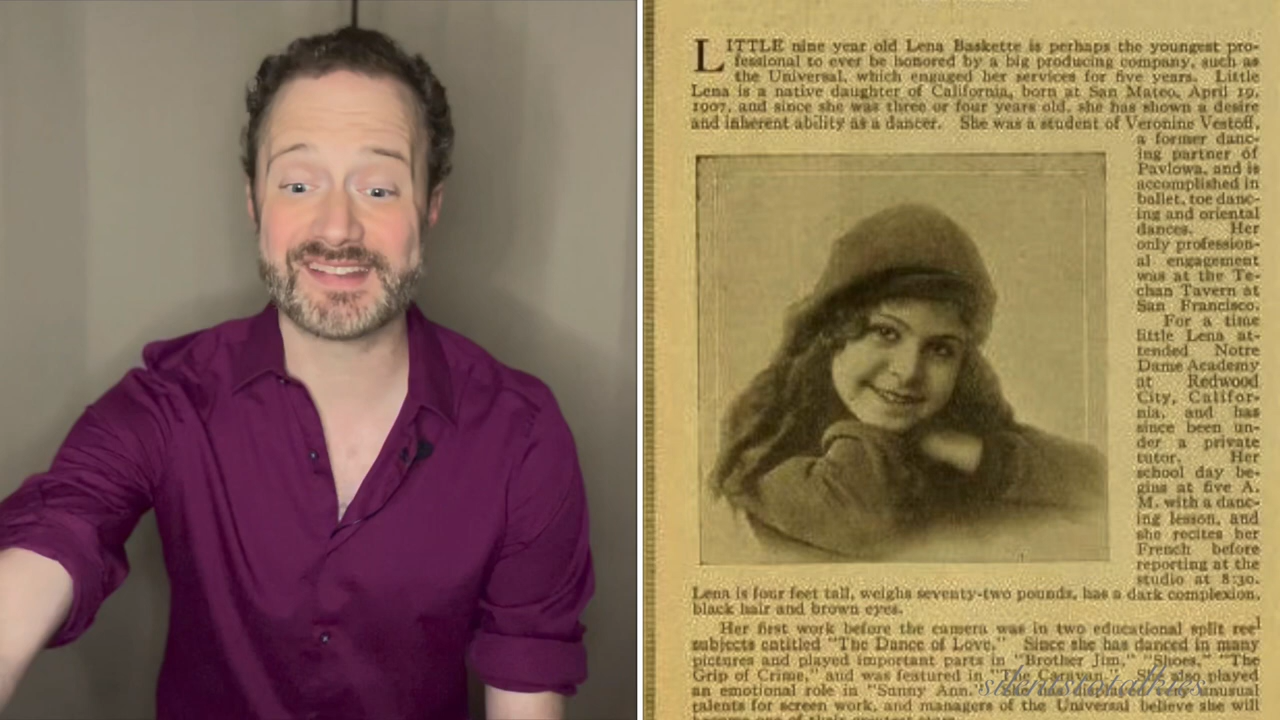 LITTLE nine year old Lena Baskette is perhaps the youngest pro-
fessional to ever be honored by a big producing company, such as
the Universal, which engaged her services for five years. Little
Lena is a native daughter of California, born at San Mateo, April 19,
1907, and since she was three or four years old, she has shown a desire
and inherent ability as a dancer. She was a student of Veronine Vestoff,
a former danc-
ing partner of
Pavlowa, and is
accomplished in
ballet, toe danc-
ing and oriental
dances. Her
only profession-
al engagement
was at the Te-
chan Tavern at
San Francisco.
For a time
little Lena at-
tended Notre
Dame Academy
at Redwood
City, Califor-
nia, and has
since been un-
der a private
tutor. Her
school day be-
gins at five A.
M. with a danc-
ing lesson, and
she recites her
French before
reporting at the
studio at 8:30.
Lena is four feet tall, weighs seventy-two pounds, has a dark complexion,
black hair and brown eyes.
Her first work before the camera was in two educational split reel
subjects entitled "The Dance of Love." Since she has danced in many
pictures and played important parts in "Brother Jim," "Shoes," "The
Grip of Crime," and was featured in "The Caravan." She also played
an emotional role in "Sunny Ann." unusual
talents for screen work, and managers of the Universal believe she will
become one of their greatest stars.
silentstotalkies